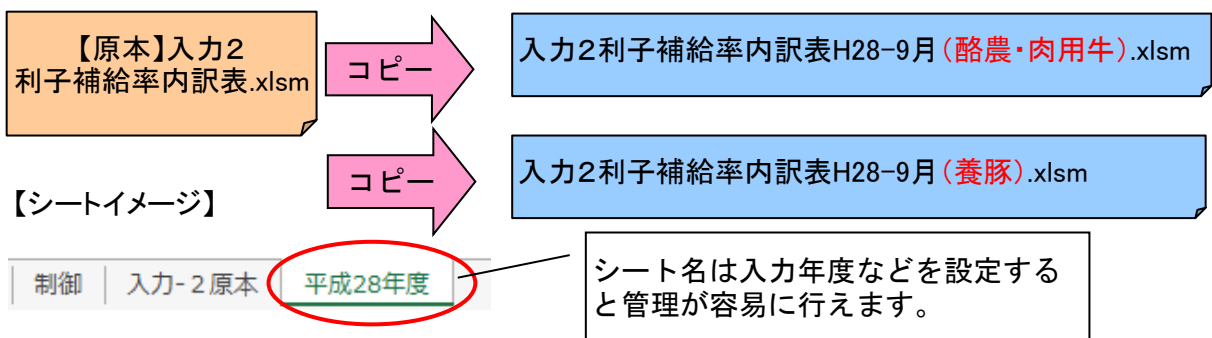 【原本】入力２
利子補給率内訳表.xlsm
コピー
入力２利子補給率内訳表H28-9月（酪農・肉用牛）.xlsm
コピー
入力２利子補給率内訳表H28-9月（養豚）.xlsm
【シートイメージ】
制御
入力-２原本
平成28年度
シート名は入力年度などを設定する
と管理が容易に行えます。